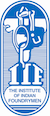 IIF
THE INSTITUTE
OF INDIAN
FOUNDRYMEN